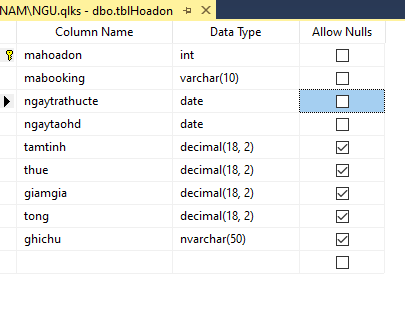 NAM\NGU.qlks - dbo.tblHoadon
Column Name Data Type Allow Nulls
mahoadon int
mabooking varchar(10)
ngaytrathucte date
ngaytaohd date
tamtinh decimal(18, 2)
thue decimal(18, 2)
giamgia decimal(18, 2)
tong decimal(18, 2)
ghichu nvarchar(50)